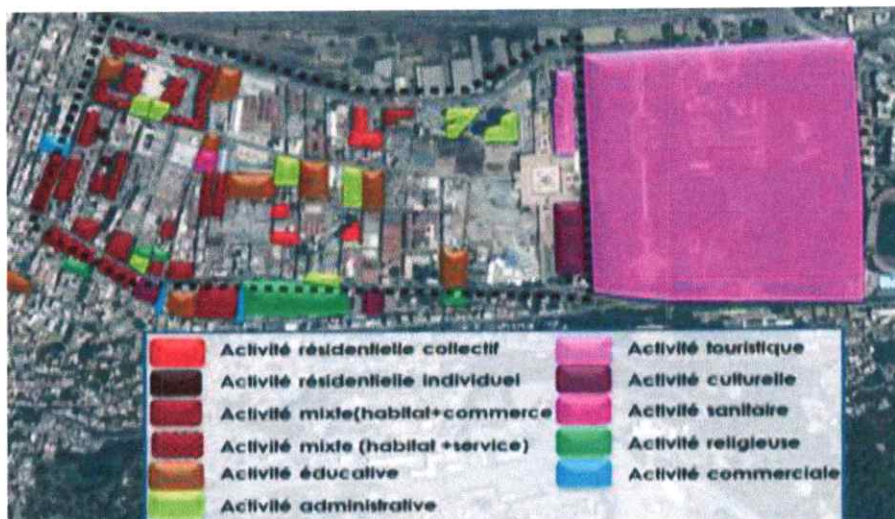 Activité résidentielle collectif
Activité résidentielle individuel
Activité mixte(habitat+commerce
Activité mixte (habitat +service)
Activité éducative
Activité administrative
Activité touristique
Activité culturelle
Activité sanitaire
Activité religieuse
Activité commerciale